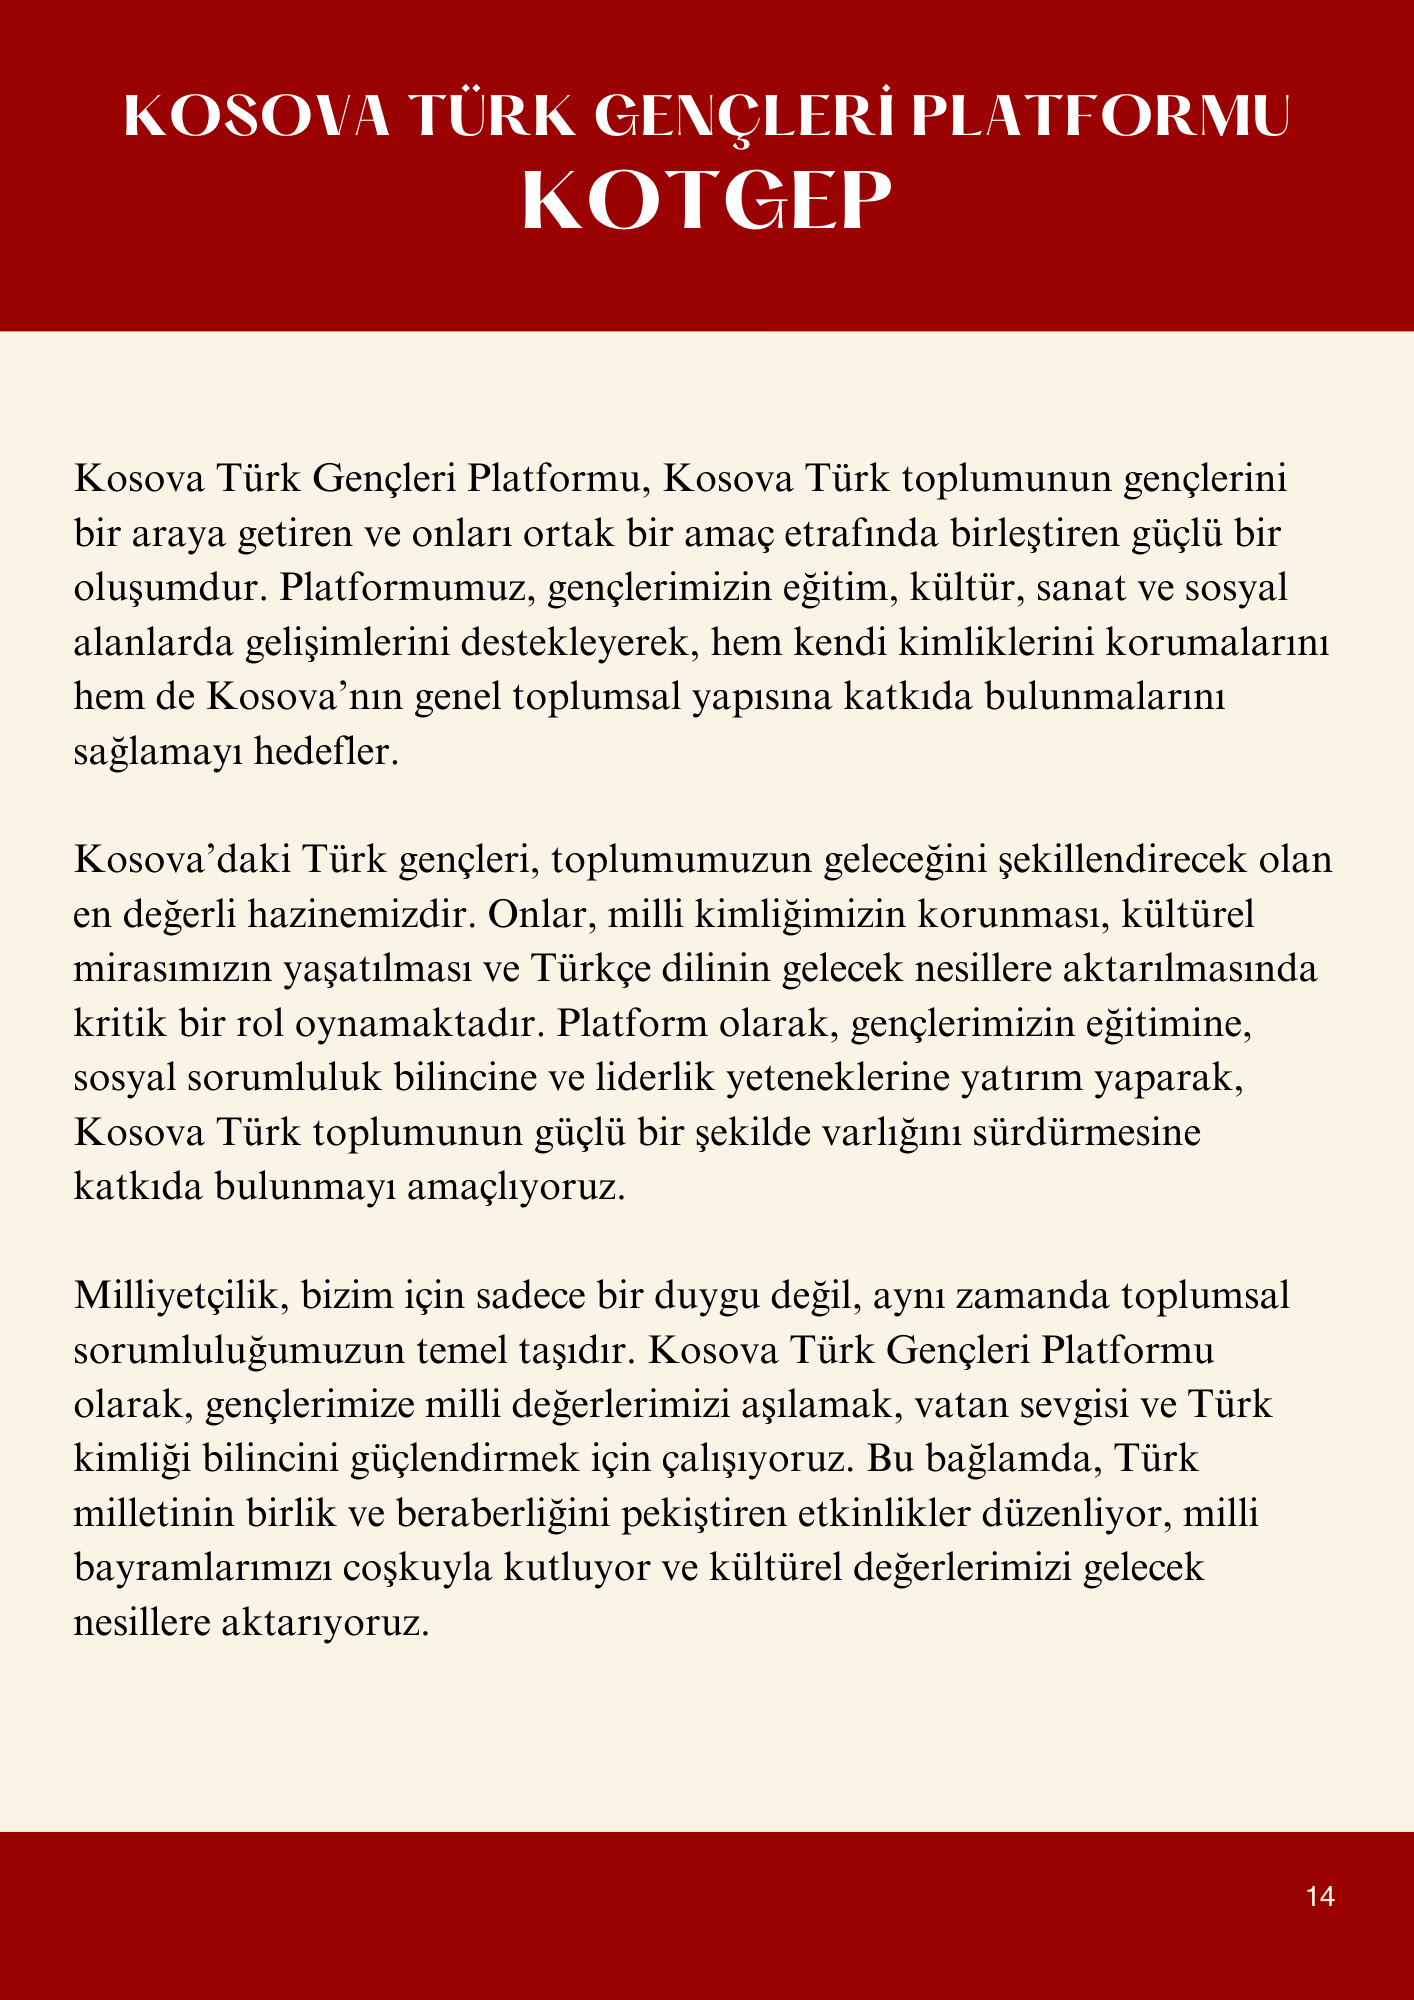 KOSOVA TÜRK GENÇLERİ PLATFORMU
KOTGEP
Kosova Türk Gençleri Platformu, Kosova Türk toplumunun gençlerini
bir araya getiren ve onları ortak bir amaç etrafında birleştiren güçlü bir
oluşumdur. Platformumuz, gençlerimizin eğitim, kültür, sanat ve sosyal
alanlarda gelişimlerini destekleyerek, hem kendi kimliklerini korumalarını
hem de Kosova’nın genel toplumsal yapısına katkıda bulunmalarını
sağlamayı hedefler.
Kosova’daki Türk gençleri, toplumumuzun geleceğini şekillendirecek olan
en değerli hazinemizdir. Onlar, milli kimliğimizin korunması, kültürel
mirasımızın yaşatılması ve Türkçe dilinin gelecek nesillere aktarılmasında
kritik bir rol oynamaktadır. Platform olarak, gençlerimizin eğitimine,
sosyal sorumluluk bilincine ve liderlik yeteneklerine yatırım yaparak,
Kosova Türk toplumunun güçlü bir şekilde varlığını sürdürmesine
katkıda bulunmayı amaçlıyoruz.
Milliyetçilik, bizim için sadece bir duygu değil, aynı zamanda toplumsal
sorumluluğumuzun temel taşıdır. Kosova Türk Gençleri Platformu
olarak, gençlerimize milli değerlerimizi aşılamak, vatan sevgisi ve Türk
kimliği bilincini güçlendirmek için çalışıyoruz. Bu bağlamda, Türk
milletinin birlik ve beraberliğini pekiştiren etkinlikler düzenliyor, milli
bayramlarımızı coşkuyla kutluyor ve kültürel değerlerimizi gelecek
nesillere aktarıyoruz.
14